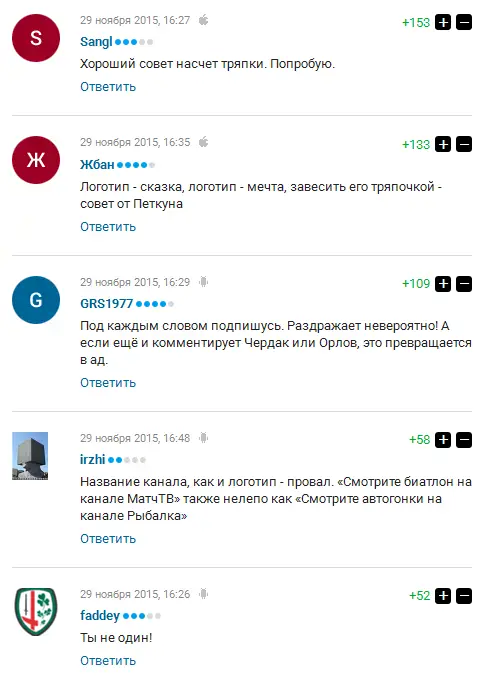 S
29 ноября 2015, 16:27
+153
Sangl
Хороший совет насчет тряпки. Попробую.
Ответить
Ж
29 ноября 2015, 16:35
+133
Жбан
Логотип - сказка, логотип - мечта, завесить его тряпочкой -
совет от Петкуна
Ответить
G
29 ноября 2015, 16:29
+109
GRS1977
Под каждым словом подпишусь. Раздражает невероятно! А
если ещё и комментирует Чердак или Орлов, это превращается
в ад.
Ответить
29 ноября 2015, 16:48
+58
irzhi
Название канала, как и логотип - провал. «Смотрите биатлон на
канале МатчТВ» также нелепо как «Смотрите автогонки на
канале Рыбалка»
Ответить
29 ноября 2015, 16:26
+52
faddey
Ты не один!
Ответить